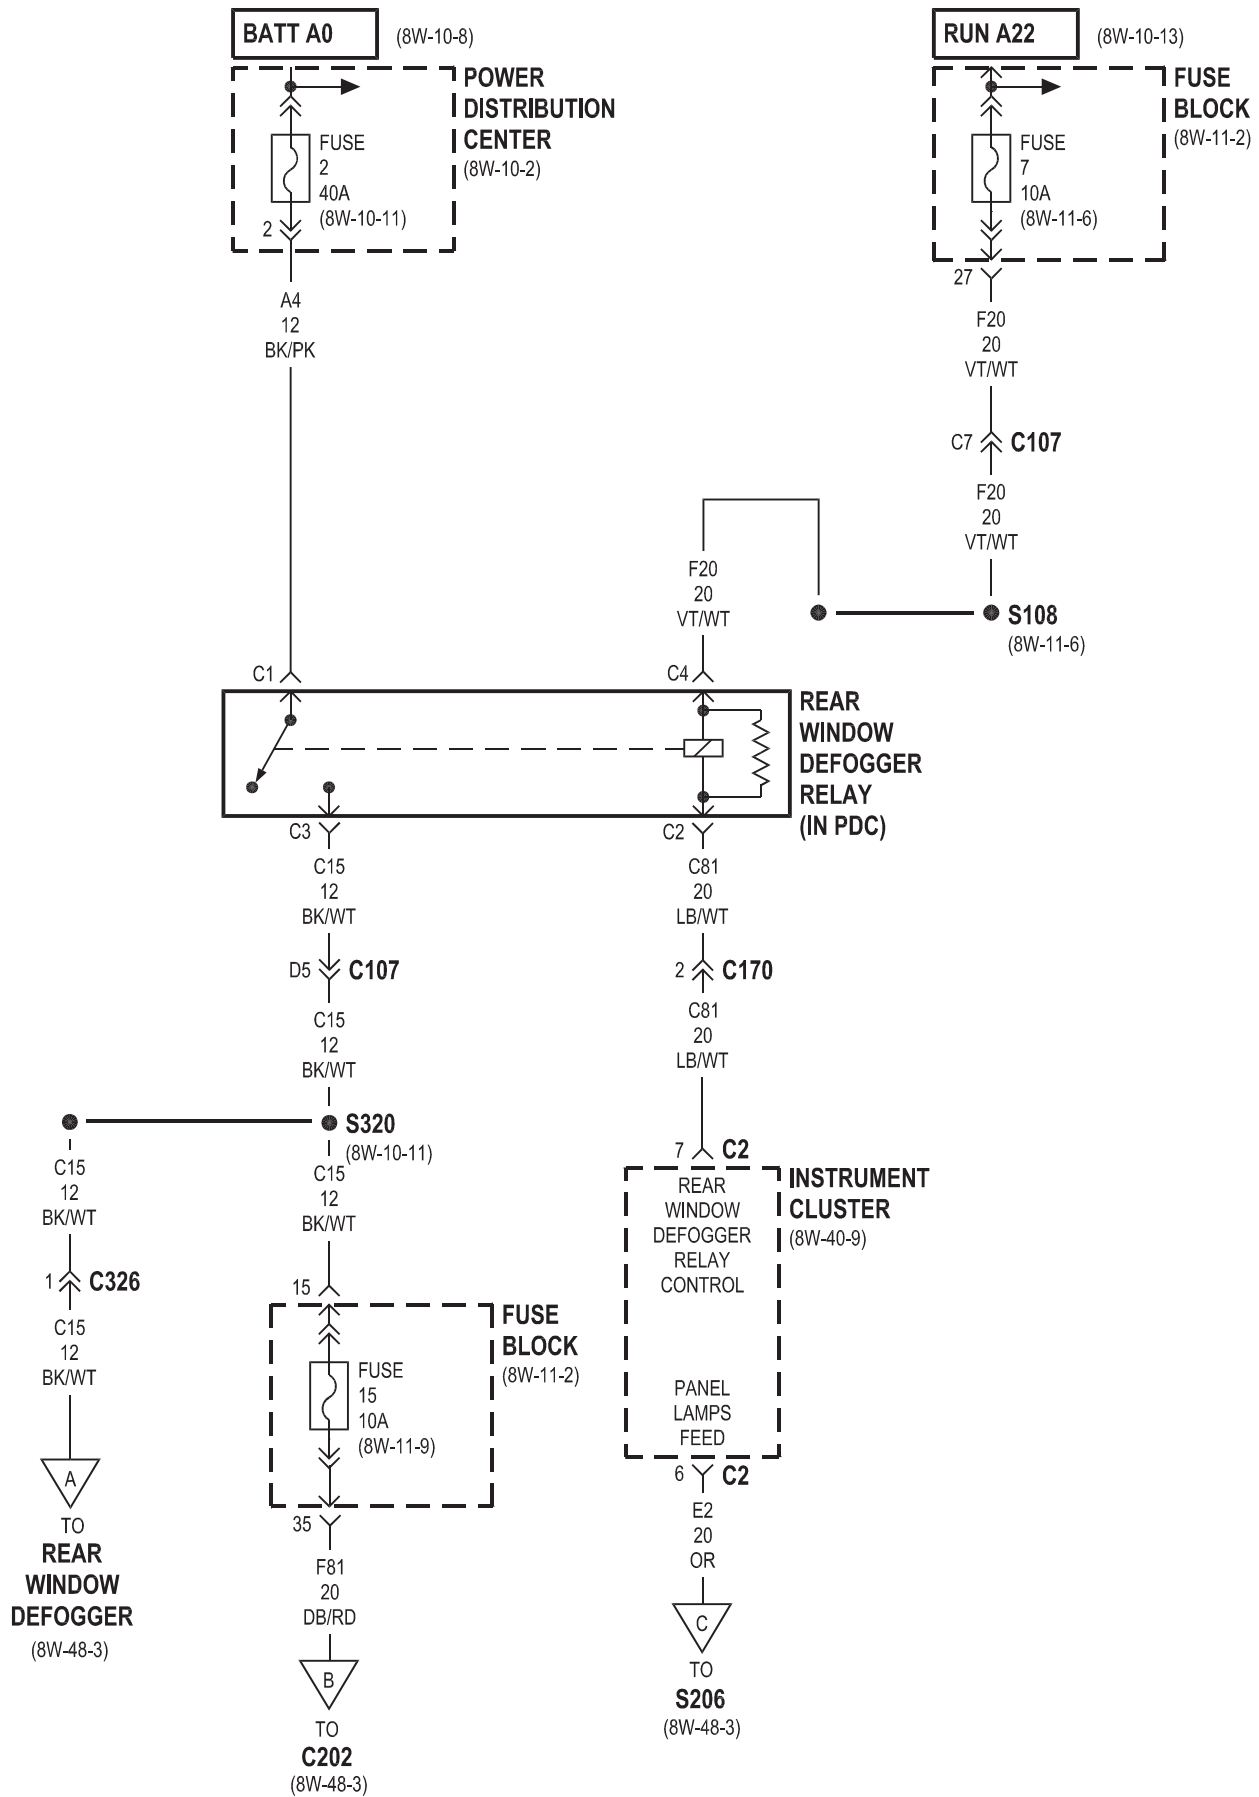 BATT A0
(8W-10-8)
RUN A22
(8W-10-13)
POWER
DISTRIBUTION
CENTER
(8W-10-2)
FUSE
2
40A
(8W-10-11)
2
FUSE
BLOCK
(8W-11-2)
FUSE
7
10A
(8W-11-6)
27
A4
12
BK/PK
F20
20
VT/WT
C7
C107
F20
20
VT/WT
F20
20
VT/WT
S108
(8W-11-6)
C1
C4
REAR
WINDOW
DEFOGGER
RELAY
(IN PDC)
C3
C2
C15
12
BK/WT
C81
20
LB/WT
D5
C107
2
C170
C15
12
BK/WT
C81
20
LB/WT
S320
(8W-10-11)
C15
12
BK/WT
C15
12
BK/WT
7
C2
INSTRUMENT
CLUSTER
(8W-40-9)
REAR
WINDOW
DEFOGGER
RELAY
CONTROL
1
C326
15
C15
12
BK/WT
FUSE
BLOCK
(8W-11-2)
FUSE
15
10A
(8W-11-9)
PANEL
LAMPS
FEED
6
C2
A
TO
REAR
WINDOW
DEFOGGER
(8W-48-3)
35
F81
20
DB/RD
B
TO
C202
(8W-48-3)
E2
20
OR
C
TO
S206
(8W-48-3)